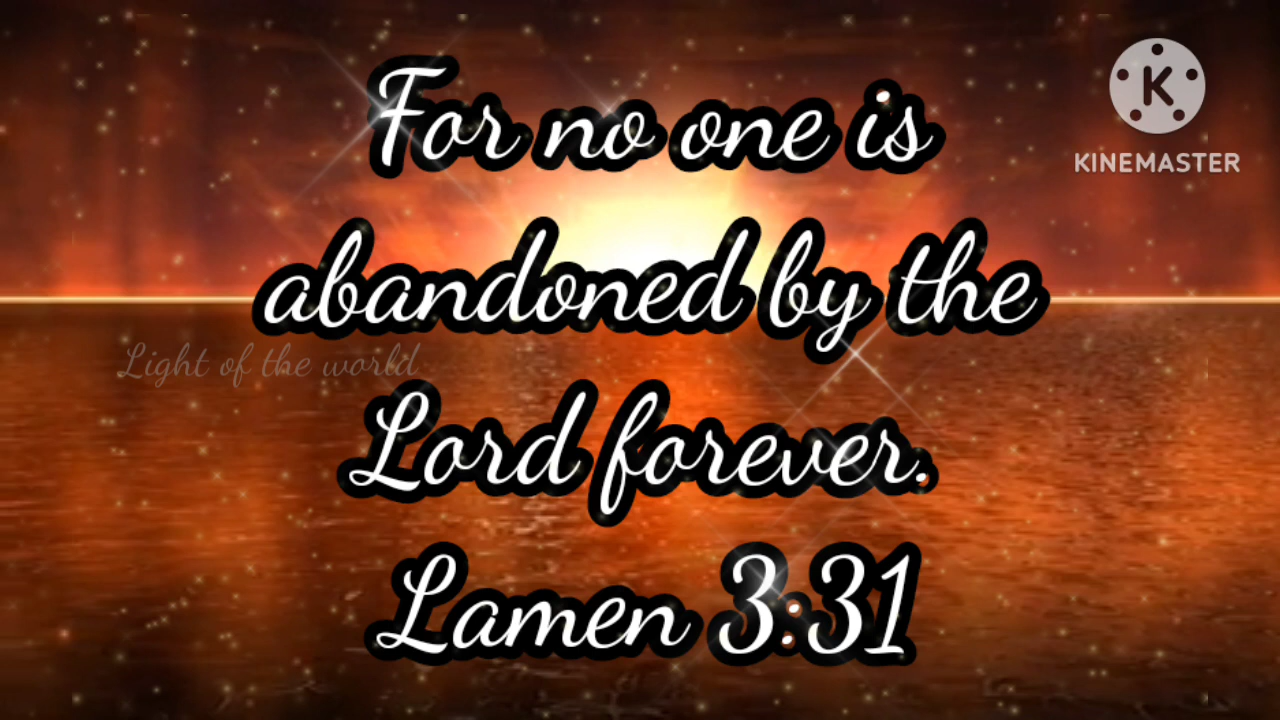 For no one is
K
KINEMASTER
abandoned by the
Light of the world
Lord forever.
Lamen 3:31